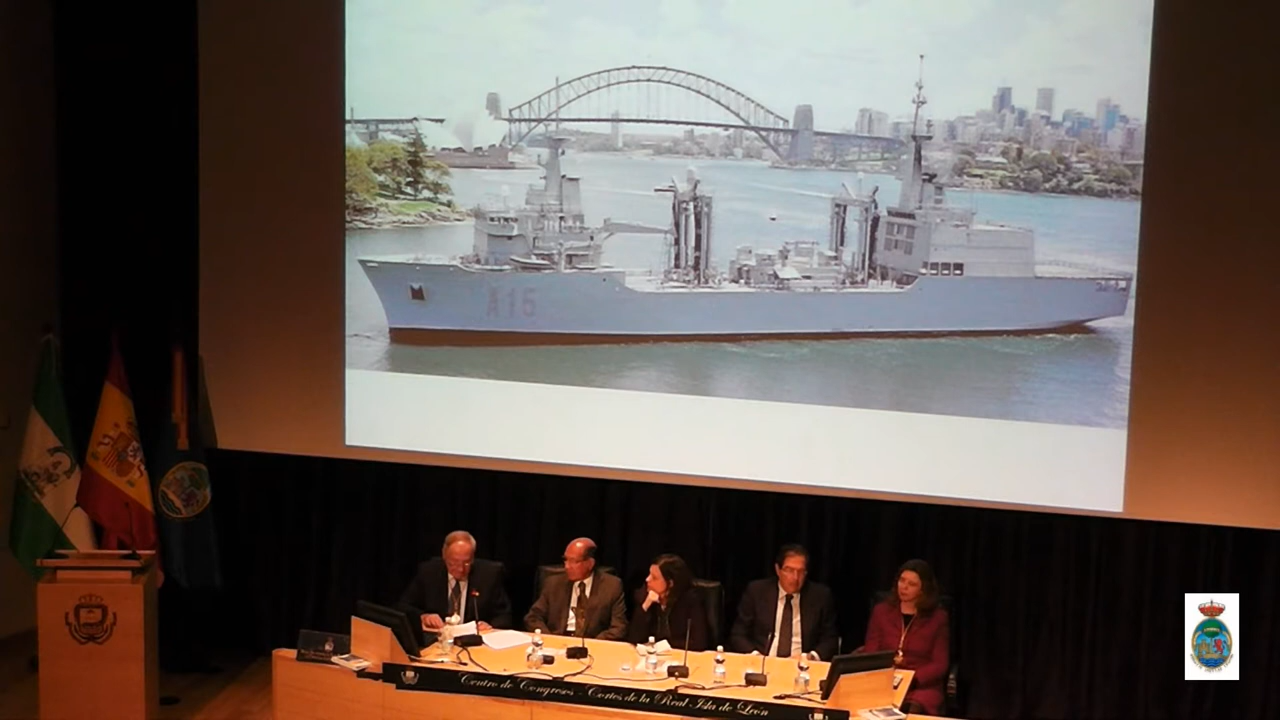 A15
Centro de Congresos - Cortes de la Real Isla de León